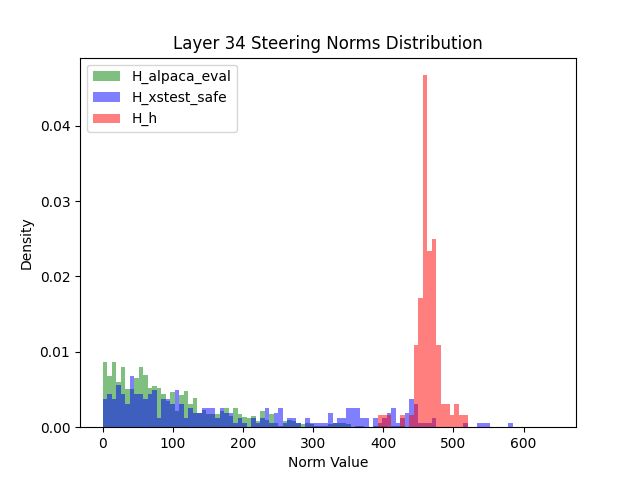 Layer 34 Steering Norms Distribution
H_alpaca_eval
H_xstest_safe
H_h
0.04
0.03
0.02
0.01
0.00
Density
0 100 200 300 400 500 600
Norm Value